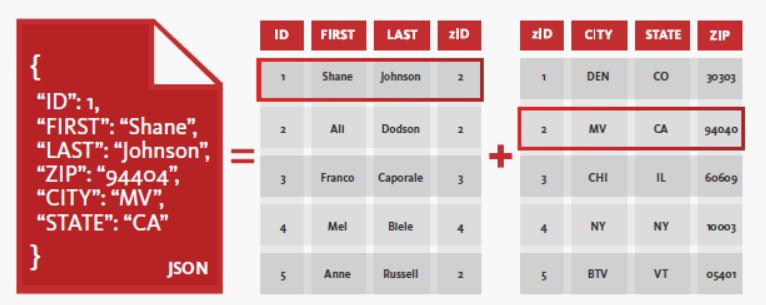 {
"ID": 1,
"FIRST": "Shane",
"LAST": "Johnson",
"ZIP": "94404",
"CITY": "MV",
"STATE": "CA"
}
JSON
=
ID FIRST LAST zID
1 Shane Johnson 2
2 Ali Dodson 2
3 Franco Caporale 3
4 Mel Biele 4
5 Anne Russell 2
+
zID CITY STATE ZIP
1 DEN CO 30303
2 MV CA 94040
3 CHI IL 60609
4 NY NY 10003
5 BTV VT 05401